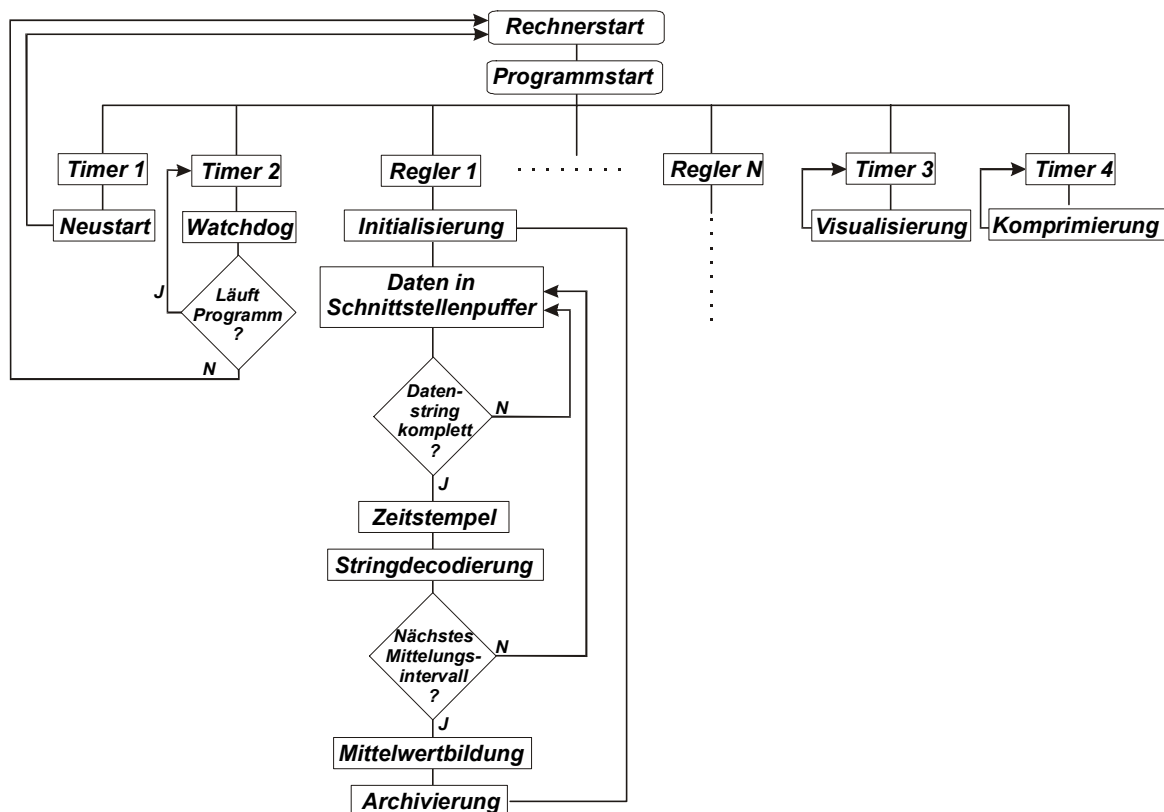 Rechnerstart
Programmstart
Timer 1
Timer 2
Regler 1
Regler N
Timer 3
Timer 4
Neustart
Watchdog
Initialisierung
Visualisierung
Komprimierung
J
Läuft
Programm
?
N
Daten in
Schnittstellenpuffer
Daten-
string
komplett
?
N
J
Zeitstempel
Stringdecodierung
Nächstes
Mittelungs-
intervall
?
N
J
Mittelwertbildung
Archivierung